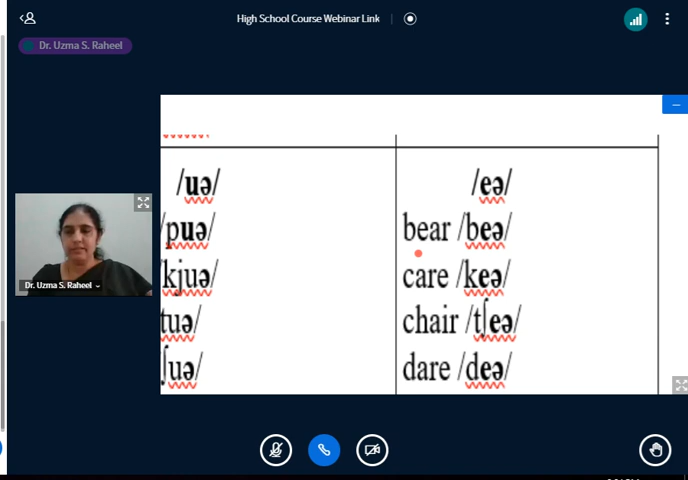 High School Course Webinar Link
Dr. Uzma S. Raheel
/uə/
/puə/
kjuə/
tuə/
ʃuə/
/eə/
bear /beə/
care /keə/
chair /tʃeə/
dare /deə/
Dr. Uzma S. Raheel